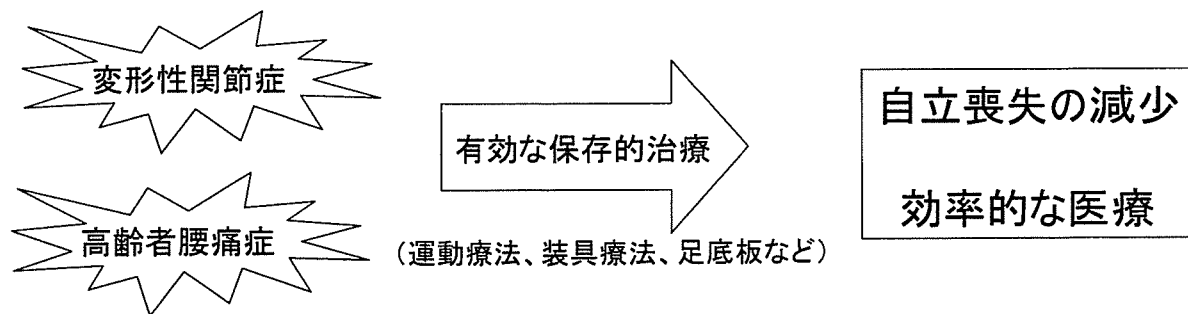 変形性関節症
高齢者腰痛症
有効な保存的治療
（運動療法、装具療法、足底板など）
自立喪失の減少
効率的な医療